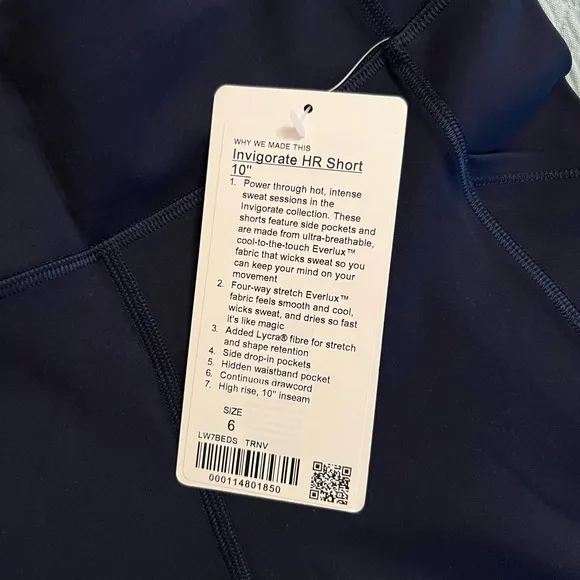 WHY WE MADE THIS
Invigorate HR Short
10"
1. Power through hot, intense
sweat sessions in the
Invigorate collection. These
shorts feature side pockets and
are made from ultra-breathable,
cool-to-the-touch Everlux™
fabric that wicks sweat so you
can keep your mind on your
movement
2. Four-way stretch Everlux™
fabric feels smooth and cool,
wicks sweat, and dries so fast
it's like magic
3. Added Lycra® fibre for stretch
and shape retention
4. Side drop-in pockets
5. Hidden waistband pocket
6. Continuous drawcord
7. High rise, 10" inseam
SIZE
6
LW7BEDS TRNV
000114801850